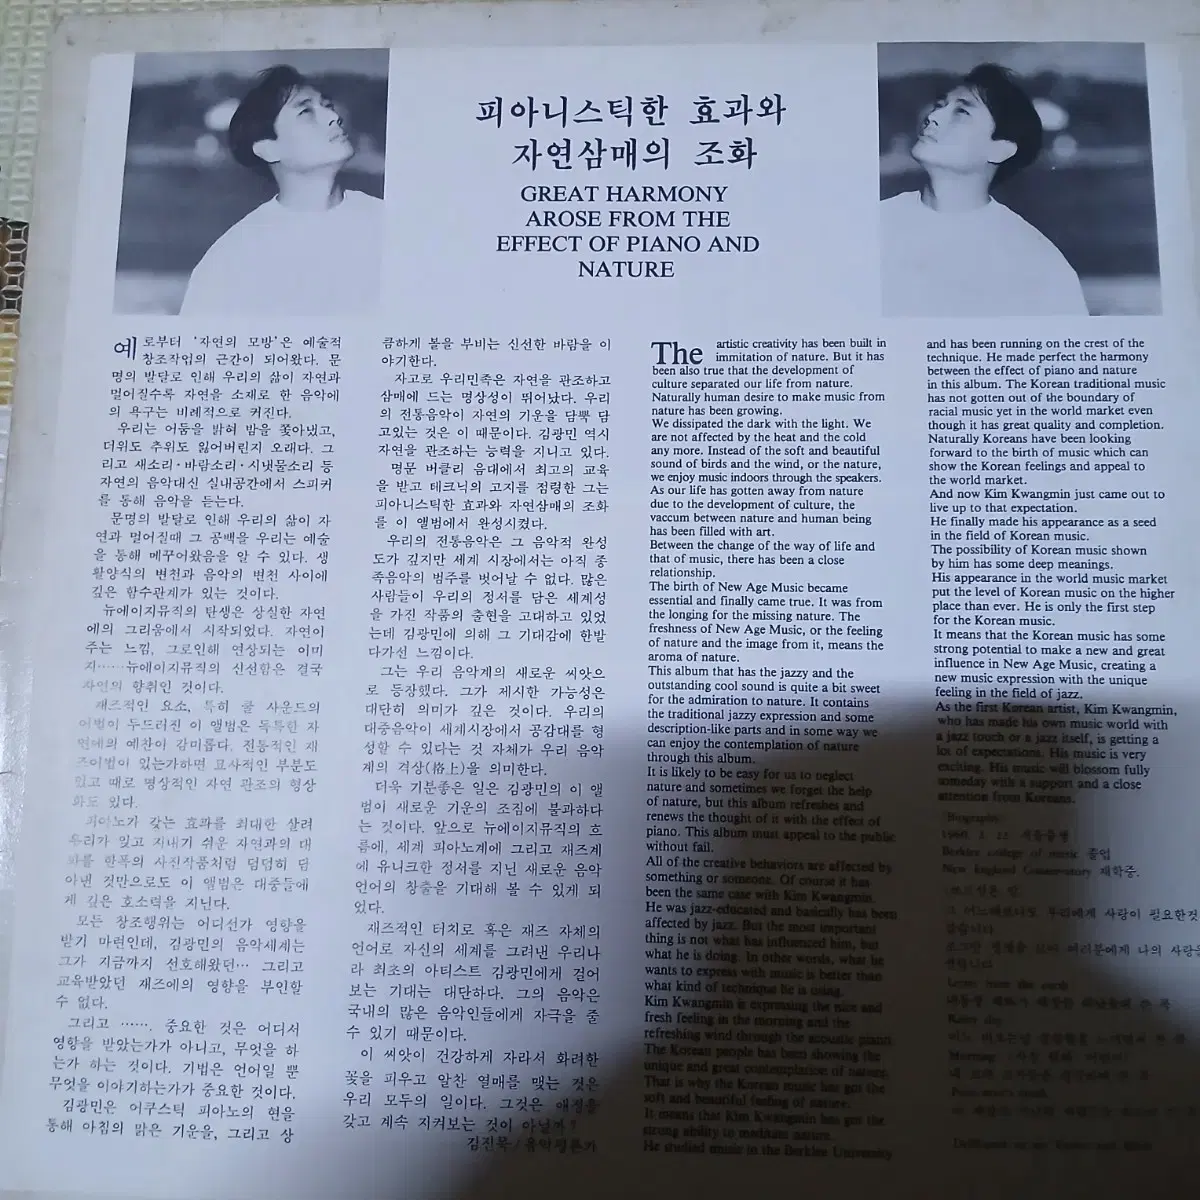 피아니스틱한 효과와
자연삼매의 조화
GREAT HARMONY
AROSE FROM THE
EFFECT OF PIANO AND
NATURE
예로부터 '자연의 모방'은 예술적
창조작업의 근간이 되어왔다. 문
명의 발달로 인해 우리의 삶이 자연과
멀어질수록 자연을 소재로 한 음악에
의 욕구는 비례적으로 커진다.
우리는 어둠을 밝혀 밤을 쫓아냈고,
더위도 추위도 잃어버린지 오래다. 그
리고 새소리·바람소리·시냇물소리 등
자연의 음악대신 실내공간에서 스피커
를 통해 음악을 듣는다.
문명의 발달로 인해 우리의 삶이 자
연과 멀어질때 그 공백을 우리는 예술
을 통해 메꾸어왔음을 알 수 있다. 생
활양식의 변천과 음악의 변천 사이에
깊은 함수관계가 있는 것이다.
뉴에이지뮤직의 탄생은 상실한 자연
에의 그리움에서 시작되었다. 자연이
주는 느낌, 그로인해 연상되는 이미
지……뉴에이지뮤직의 신선함은 결국
자연의 향취인 것이다.
재즈적인 요소, 특히 쿨 사운드의
어법이 두드러진 이 앨범은 독특한 자
연애의 예찬이 감미롭다. 전통적인 재
즈어법이 있는가하면 묘사적인 부분도
있고 때로 명상적인 자연 관조의 형상
화도 있다.
피아노가 갖는 효과를 최대한 살려
우리가 잊고 지내기 쉬운 자연과의 대
화를 한폭의 사진작품처럼 덤덤히 담
아낸 것만으로도 이 앨범은 대중들에
게 깊은 호소력을 지닌다.
모든 창조행위는 어디선가 영향을
받기 마련인데, 김광민의 음악세계는
그가 지금까지 선호해왔던… 그리고
교육받았던 재즈에의 영향을 부인할
수 없다.
그리고 ……. 중요한 것은 어디서
영향을 받았는가가 아니고, 무엇을 하
는가 하는 것이다. 기법은 언어일 뿐
무엇을 이야기하는가가 중요한 것이다.
김광민은 어쿠스틱 피아노의 현을
통해 아침의 맑은 기운을, 그리고 상
큼하게 볼을 부비는 신선한 바람을 이
야기한다.
자고로 우리민족은 자연을 관조하고
삼매에 드는 명상성이 뛰어났다. 우리
의 전통음악이 자연의 기운을 담뿍 담
고있는 것은 이 때문이다. 김광민 역시
자연을 관조하는 능력을 지니고 있다.
명문 버클리 음대에서 최고의 교육
을 받고 테크닉의 고지를 점령한 그는
피아니스틱한 효과와 자연삼매의 조화
를 이 앨범에서 완성시켰다.
우리의 전통음악은 그 음악적 완성
도가 깊지만 세계 시장에서는 아직 종
족음악의 범주를 벗어날 수 없다. 많은
사람들이 우리의 정서를 담은 세계성
을 가진 작품의 출현을 고대하고 있었
는데 김광민에 의해 그 기대감에 한발
다가선 느낌이다.
그는 우리 음악계의 새로운 씨앗으
로 등장했다. 그가 제시한 가능성은
대단히 의미가 깊은 것이다. 우리의
대중음악이 세계시장에서 공감대를 형
성할 수 있다는 것 자체가 우리 음악
계의 격상(格上)을 의미한다.
더욱 기분좋은 일은 김광민의 이 앨
범이 새로운 기운의 조짐에 불과하다
는 것이다. 앞으로 뉴에이지뮤직의 흐
름에, 세계 피아노계에 그리고 재즈계
에 유니크한 정서를 지닌 새로운 음악
언어의 창출을 기대해 볼 수 있게 되
었다.
재즈적인 터치로 혹은 재즈 자체의
언어로 자신의 세계를 그려낸 우리나
라 최초의 아티스트 김광민에게 걸어
보는 기대는 대단하다. 그의 음악은
국내의 많은 음악인들에게 자극을 줄
수 있기 때문이다.
이 씨앗이 건강하게 자라서 화려한
꽃을 피우고 알찬 열매를 맺는 것은
우리 모두의 일이다. 그것은 애정을
갖고 계속 지켜보는 것이 아닐까?
김진묵/음악평론가
The artistic creativity has been built in
immitation of nature. But it has
been also true that the development of
culture separated our life from nature.
Naturally human desire to make music from
nature has been growing.
We dissipated the dark with the light. We
are not affected by the heat and the cold
any more. Instead of the soft and beautiful
sound of birds and the wind, or the nature,
we enjoy music indoors through the speakers.
As our life has gotten away from nature
due to the development of culture, the
vaccum between nature and human being
has been filled with art.
Between the change of the way of life and
that of music, there has been a close
relationship.
The birth of New Age Music became
essential and finally came true. It was from
the longing for the missing nature. The
freshness of New Age Music, or the feeling
of nature and the image from it, means the
aroma of nature.
This album that has the jazzy and the
outstanding cool sound is quite a bit sweet
for the admiration to nature. It contains
the traditional jazzy expression and some
description-like parts and in some way we
can enjoy the contemplation of nature
through this album.
It is likely to be easy for us to neglect
nature and sometimes we forget the help
of nature, but this album refreshes and
renews the thought of it with the effect of
piano. This album must appeal to the public
without fail.
All of the creative behaviors are affected by
something or someone. Of course it has
been the same case with Kim Kwangmin.
He was jazz-educated and basically has been
affected by jazz. But the most important
thing is not what has influenced him, but
what he is doing. In other words, what he
wants to express with music is better than
what kind of technique he is using.
Kim Kwangmin is expressing the nice and
fresh feeling in the morning and the
refreshing wind through the acoustic piano.
The Korean people has been showing the
unique and great contemplation of nature.
That is why the Korean music has got the
soft and beautiful feeling of nature.
It means that Kim Kwangmin has got the
strong ability to meditate nature.
He studied music in the Berklee University
and has been running on the crest of the
technique. He made perfect the harmony
between the effect of piano and nature
in this album. The Korean traditional music
has not gotten out of the boundary of
racial music yet in the world market even
though it has great quality and completion.
Naturally Koreans have been looking
forward to the birth of music which can
show the Korean feelings and appeal to
the world market.
And now Kim Kwangmin just came out to
live up to that expectation.
He finally made his appearance as a seed
in the field of Korean music.
The possibility of Korean music shown
by him has some deep meanings.
His appearance in the world music market
put the level of Korean music on the higher
place than ever. He is only the first step
for the Korean music.
It means that the Korean music has some
strong potential to make a new and great
influence in New Age Music, creating a
new music expression with the unique
feeling in the field of jazz.
As the first Korean artist, Kim Kwangmin,
who has made his own music world with
a jazz touch or a jazz itself, is getting a
lot of expectations. His music is very
exciting. His music will blossom fully
someday with a support and a close
attention from Koreans.
Biography
서울출생
Berklee college of music 졸업
New England Conservatory 재학중.
우리에게 사랑이 필요한것
여러분에게 나의 사랑을
Letter from the earth
Rainy day